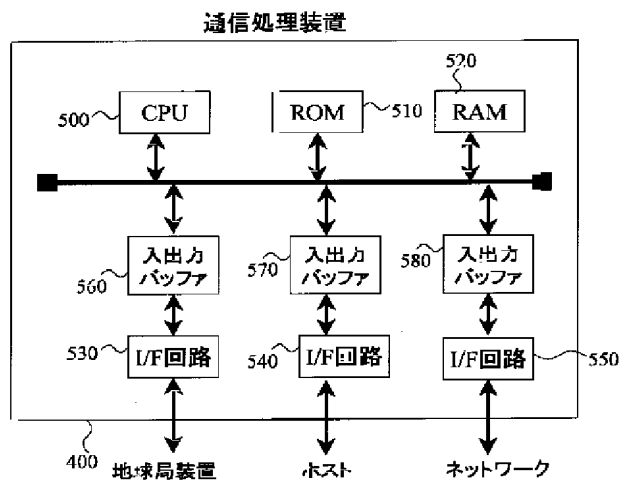 通信処理装置
500
CPU
ROM
510
520
RAM
560
入出力
バッファ
570
入出力
バッファ
580
入出力
バッファ
530
I/F回路
540
I/F回路
I/F回路
550
400
地球局装置
ホスト
ネットワーク